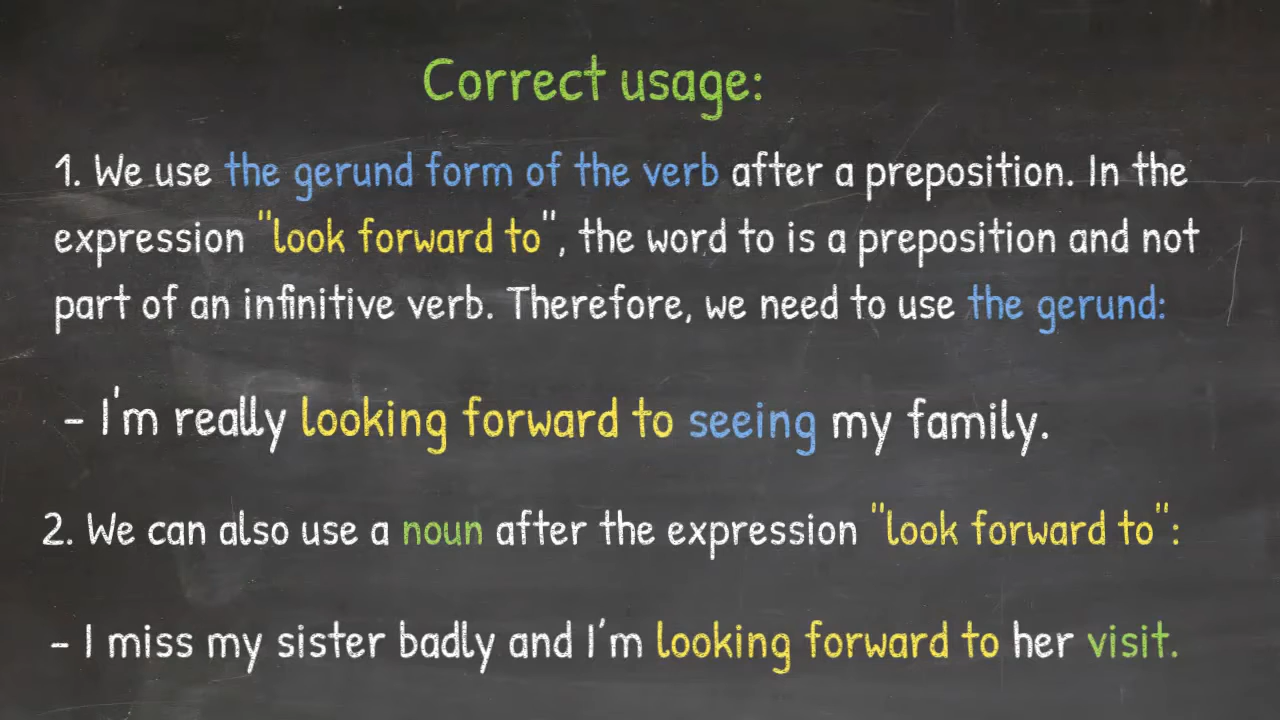 Correct usage:
1. We use the gerund form of the verb after a preposition. In the
expression "look forward to", the word to is a preposition and not
part of an infinitive verb. Therefore, we need to use the gerund:
- I'm really looking forward to seeing my family.
2. We can also use a noun after the expression "look forward to":
- I miss my sister badly and I'm looking forward to her visit.